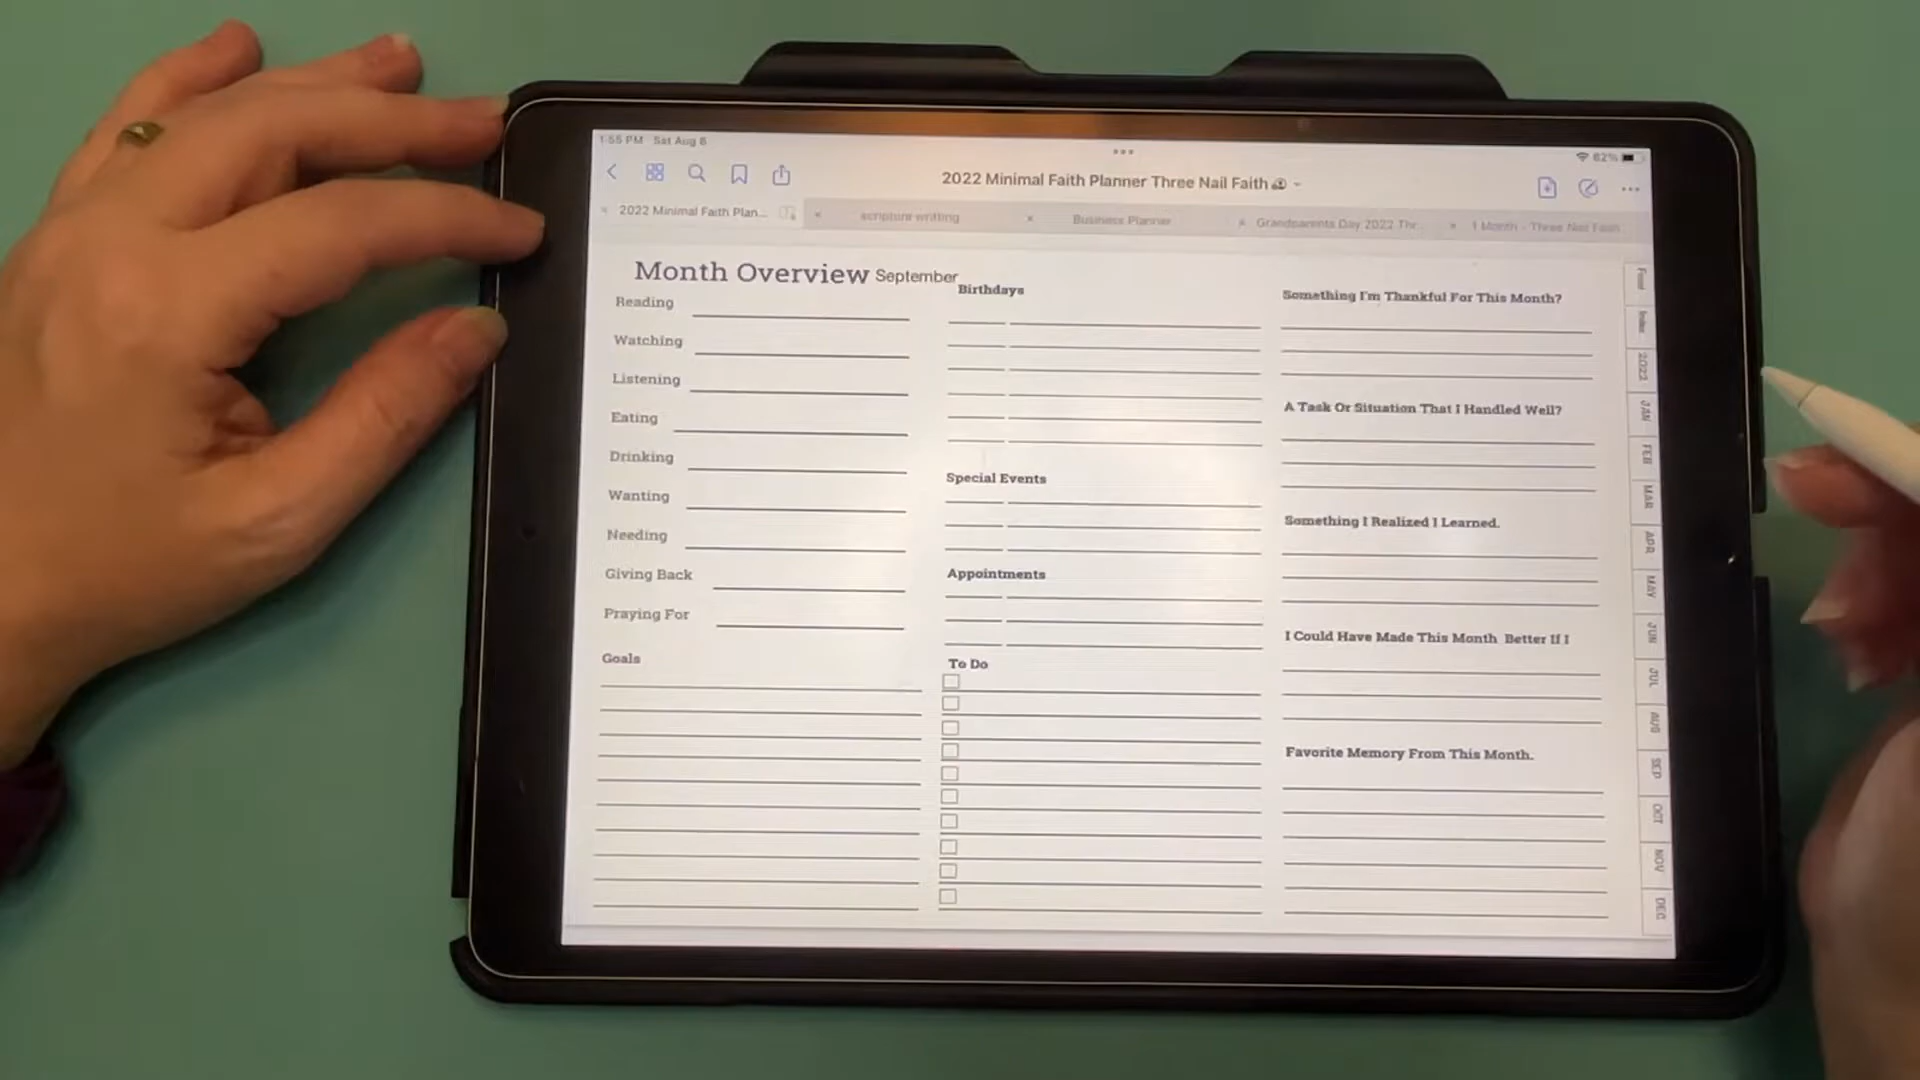 1:55 PM Sat Aug 6
62%
2022 Minimal Faith Planner Three Nail Faith
2022 Minimal Faith Plan...
scripture writting
Business Planner
Grandparents Day 2022 Thr...
1 Month - Three Nail Faith
Month Overview September
Reading
Watching
Listening
Eating
Drinking
Wanting
Needing
Giving Back
Praying For
Goals
Birthdays
Special Events
Appointments
To Do
Something I'm Thankful For This Month?
A Task Or Situation That I Handled Well?
Something I Realized I Learned.
I Could Have Made This Month Better If I
Favorite Memory From This Month.
Index
2022
JAN
FEB
MAR
APR
MAY
JUN
JUL
AUG
SEP
OCT
NOV
DEC